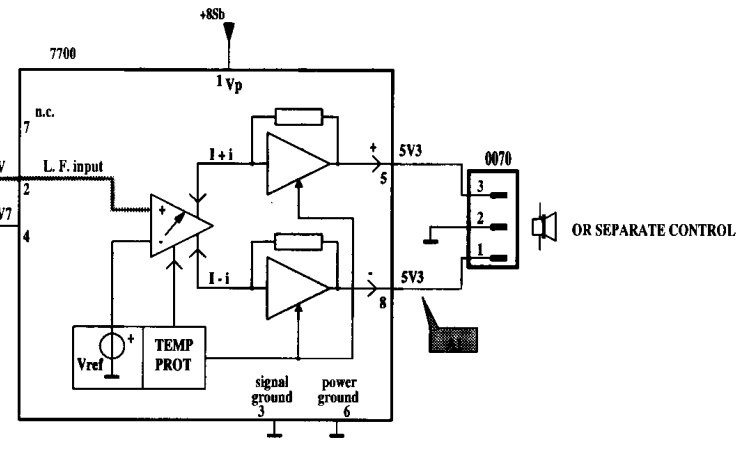 +8Sb
7700
1 Vp
n.c.
7
V
L. F. input
2
V7
4
+
-
I + i
I - i
+
5V3
5
-
5V3
8
0070
3
2
1
OR SEPARATE CONTROL
Vref
+
TEMP
PROT
signal
ground
3
power
ground
6